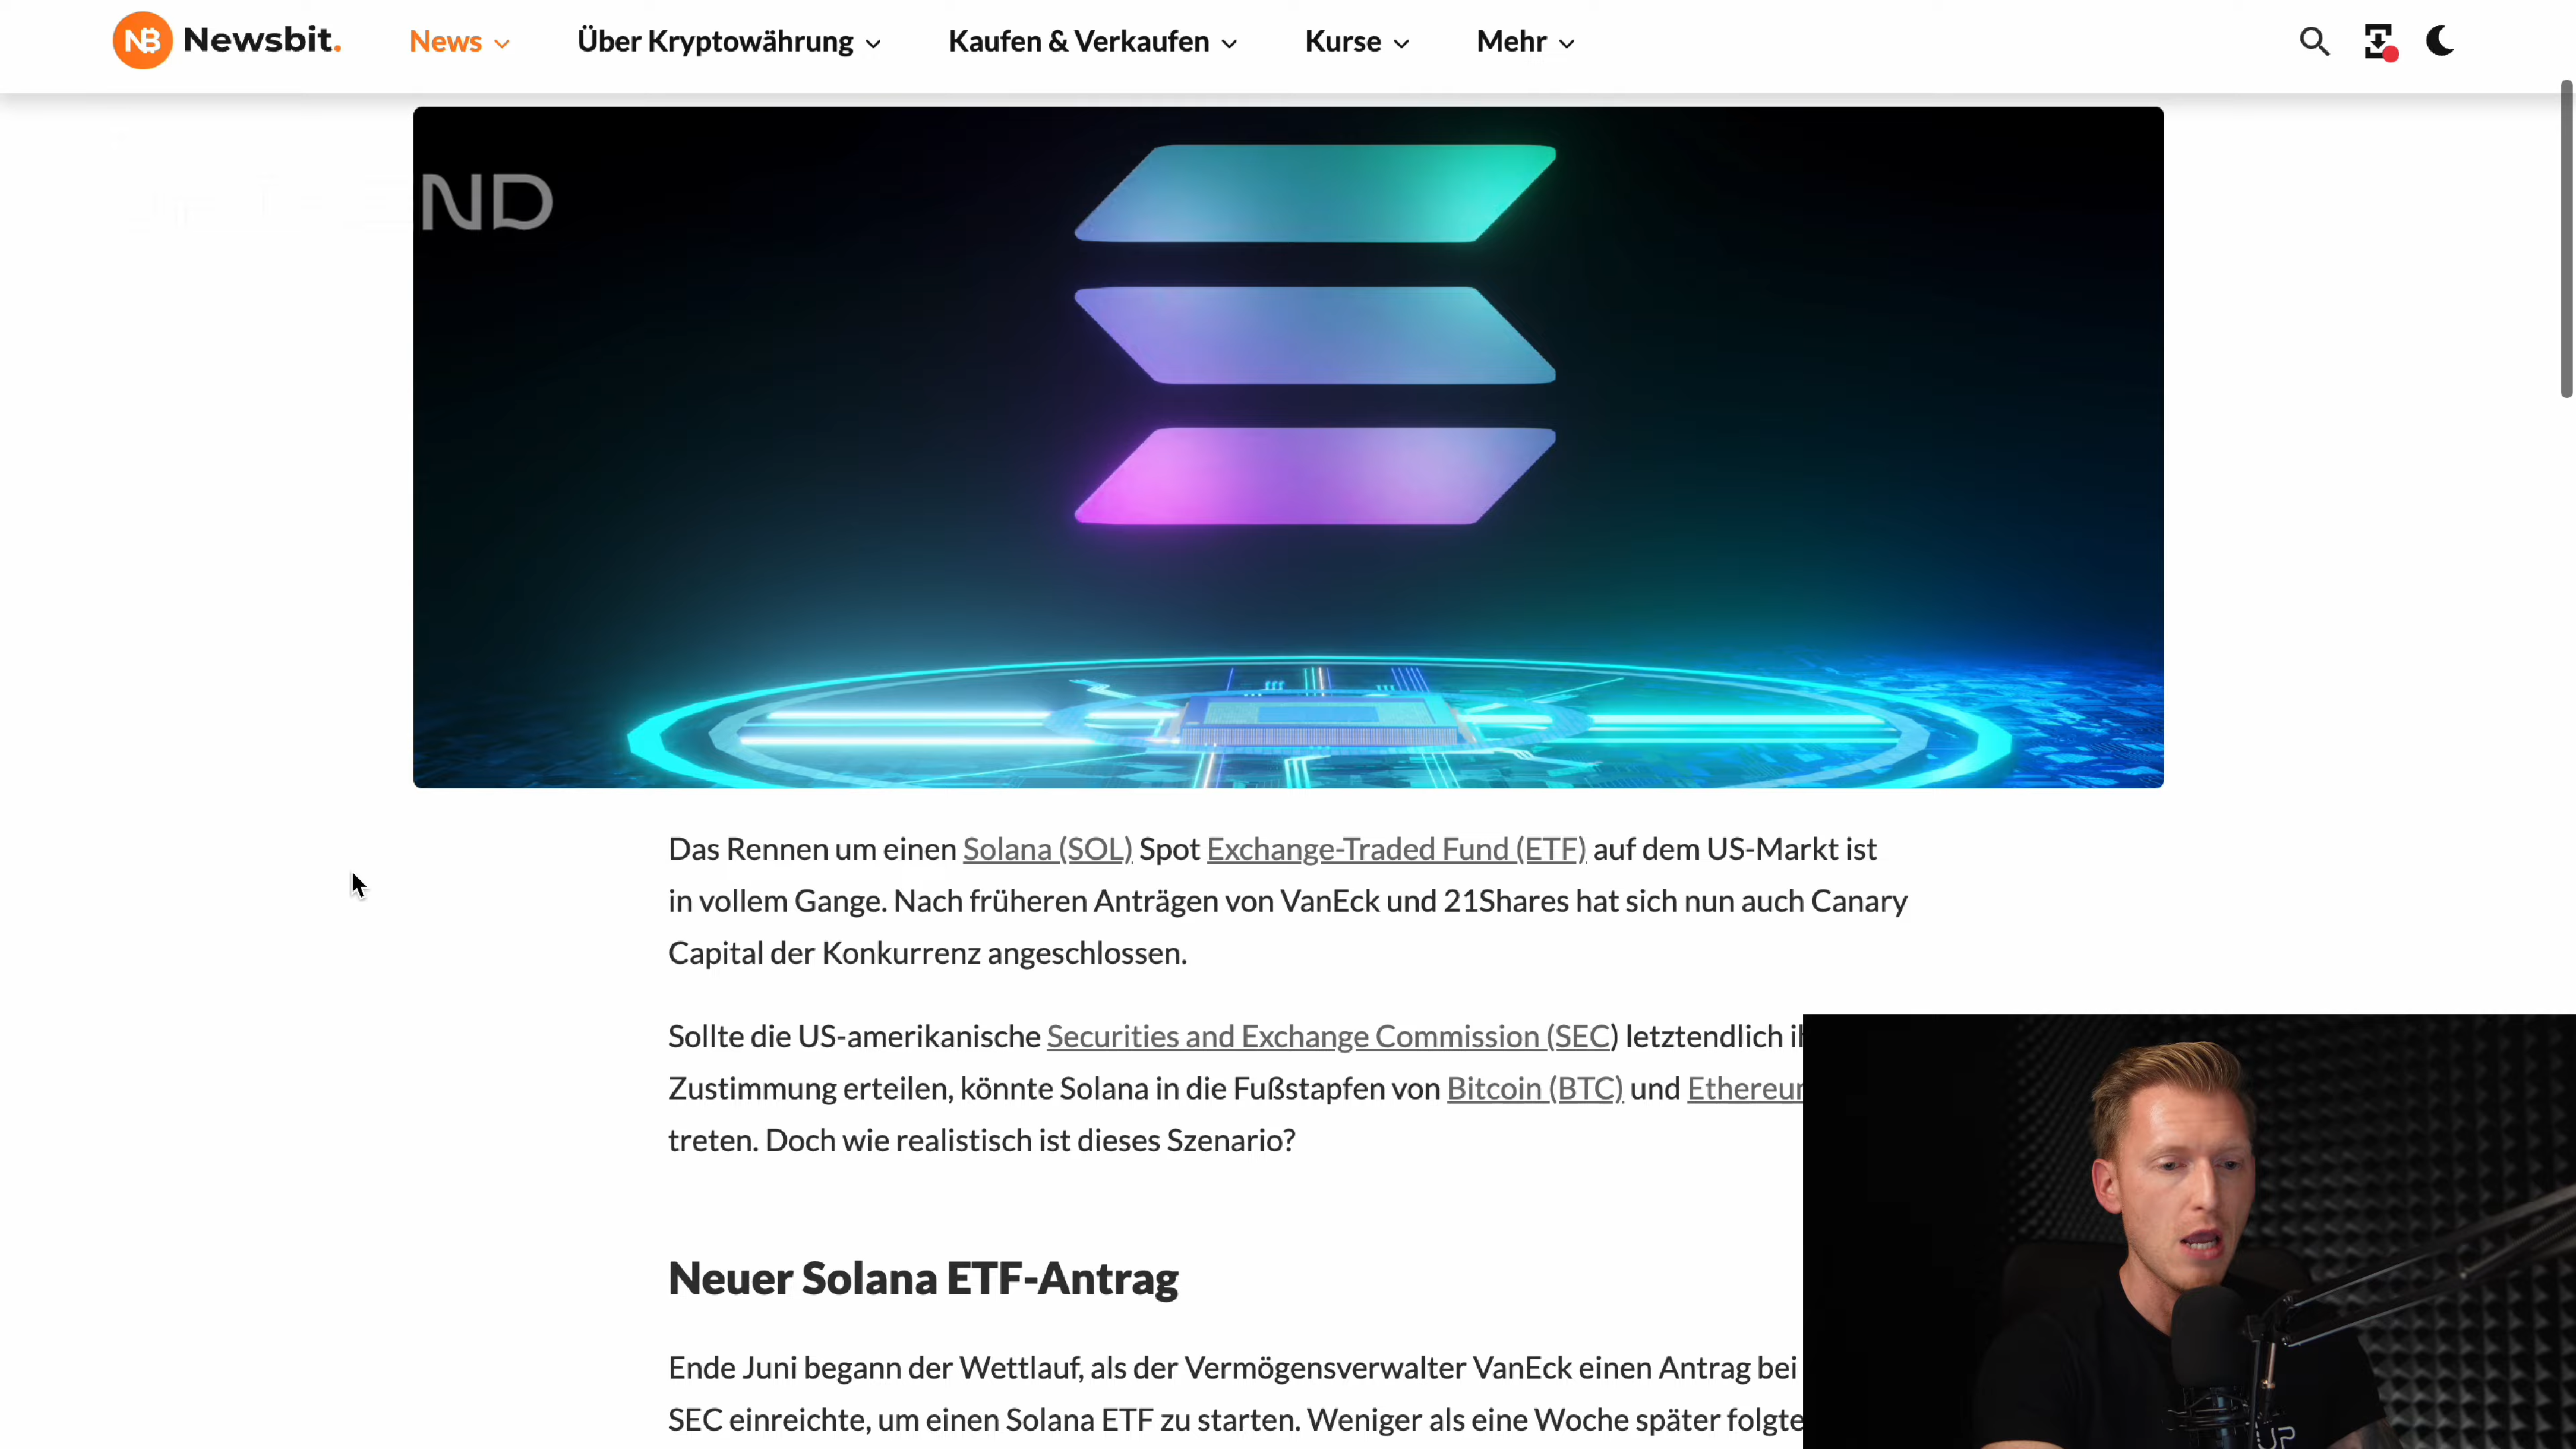 NB Newsbit.
News
Über Kryptowährung
Kaufen & Verkaufen
Kurse
Mehr
ND
Das Rennen um einen Solana (SOL) Spot Exchange-Traded Fund (ETF) auf dem US-Markt ist
in vollem Gange. Nach früheren Anträgen von VanEck und 21Shares hat sich nun auch Canary
Capital der Konkurrenz angeschlossen.
Sollte die US-amerikanische Securities and Exchange Commission (SEC) letztendlich
Zustimmung erteilen, könnte Solana in die Fußstapfen von Bitcoin (BTC) und
treten. Doch wie realistisch ist dieses Szenario?
Neuer Solana ETF-Antrag
Ende Juni begann der Wettlauf, als der Vermögensverwalter VanEck einen Antrag bei
SEC einreichte, um einen Solana ETF zu starten. Weniger als eine Woche später folgte
UP